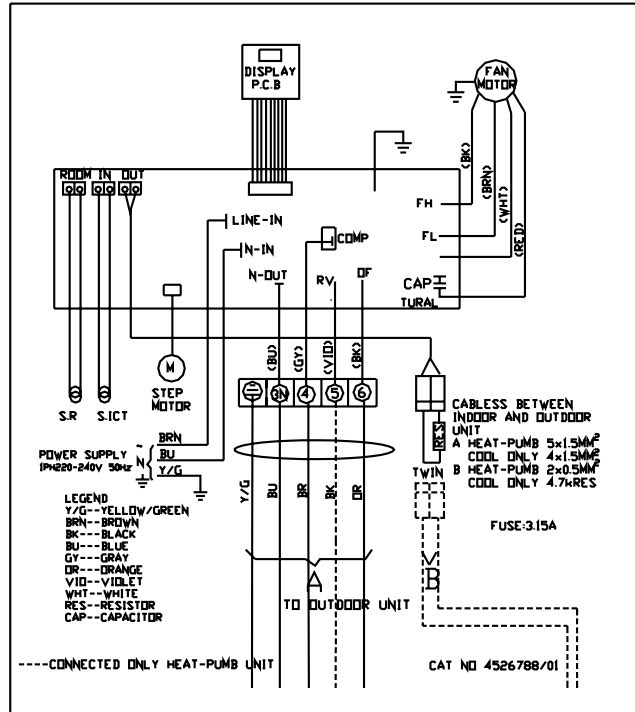 DISPLAY
P.C.B
FAN
MOTOR
ROOM IN OUT
(BK)
(BRN)
(WHT)
(RED)
FH
LINE-IN
FL
COMP
N-IN
N-OUT
RV
OF
CAP
TURAL
M
STEP
MOTOR
(BU)
(GY)
(VIO)
(BK)
3N
4
5
6
S.R
S.ICT
CABLESS BETWEEN
INDOOR AND OUTDOOR
UNIT
A HEAT-PUMB 5x1.5MM²
COOL ONLY 4x1.5MM²
B HEAT-PUMB 2x0.5MM²
COOL ONLY 4.7kRES
RES
TWIN
BRN
POWER SUPPLY
1PH220-240V 50Hz
N
BU
Y/G
Y/G
BU
BR
BK
OR
FUSE:3.15A
LEGEND
Y/G--YELLOW/GREEN
BRN--BROWN
BK---BLACK
BU---BLUE
GY---GRAY
OR---ORANGE
VIO--VIOLET
WHT--WHITE
RES--RESISTOR
CAP--CAPACITOR
A
B
TO OUTDOOR UNIT
----CONNECTED ONLY HEAT-PUMB UNIT
CAT NO 4526788/01